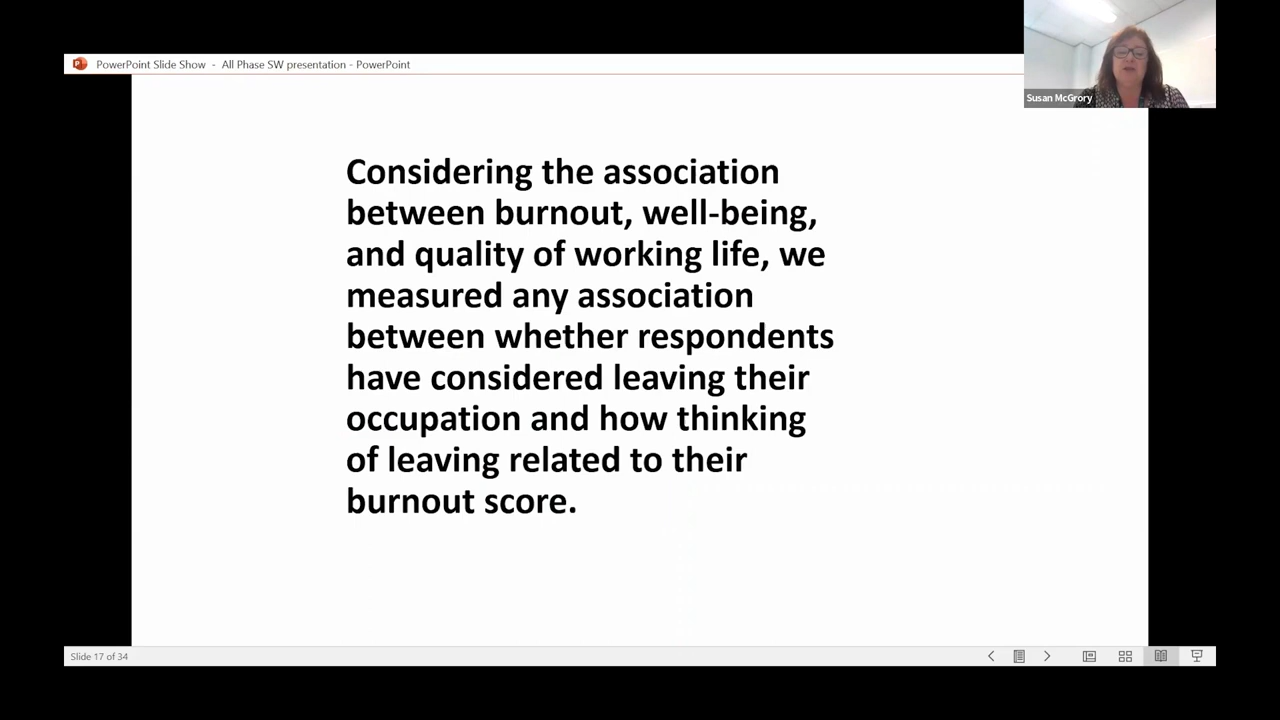 PowerPoint Slide Show - All Phase SW presentation - PowerPoint
Susan McGrory
Considering the association
between burnout, well-being,
and quality of working life, we
measured any association
between whether respondents
have considered leaving their
occupation and how thinking
of leaving related to their
burnout score.
Slide 17 of 34